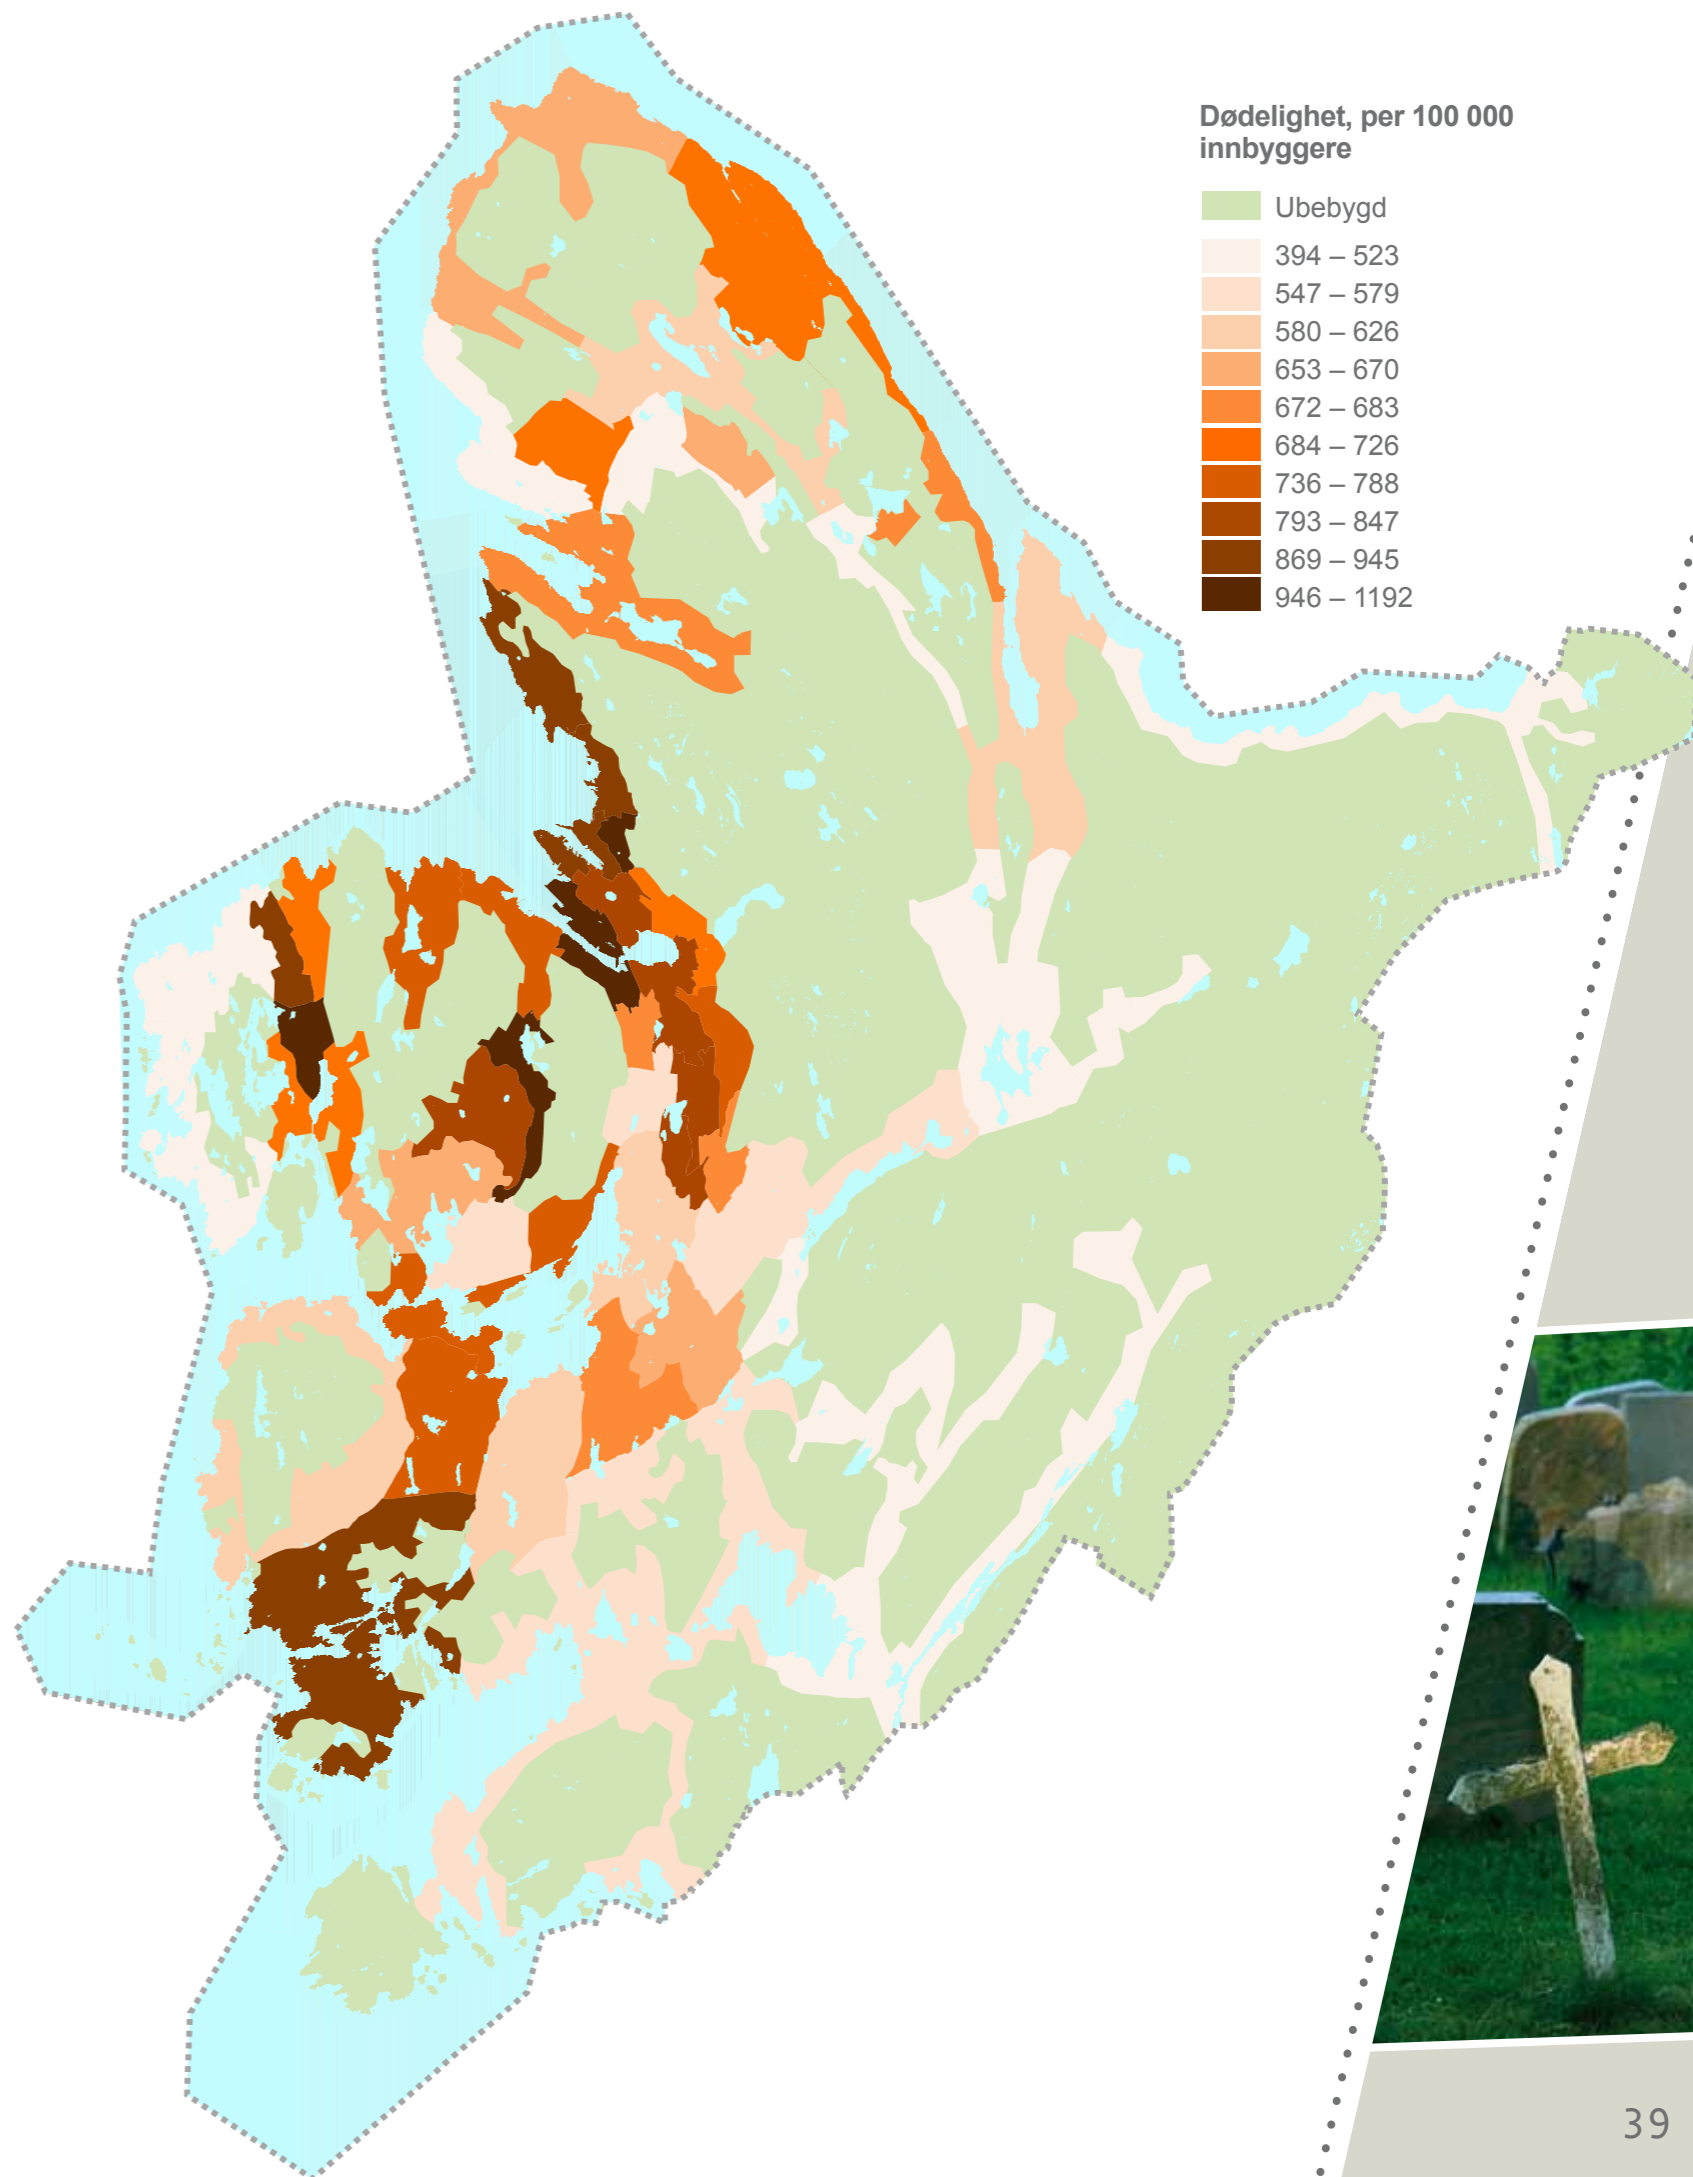 Dødelighet, per 100 000
innbyggere
Ubebygd
394 – 523
547 – 579
580 – 626
653 – 670
672 – 683
684 – 726
736 – 788
793 – 847
869 – 945
946 – 1192
39